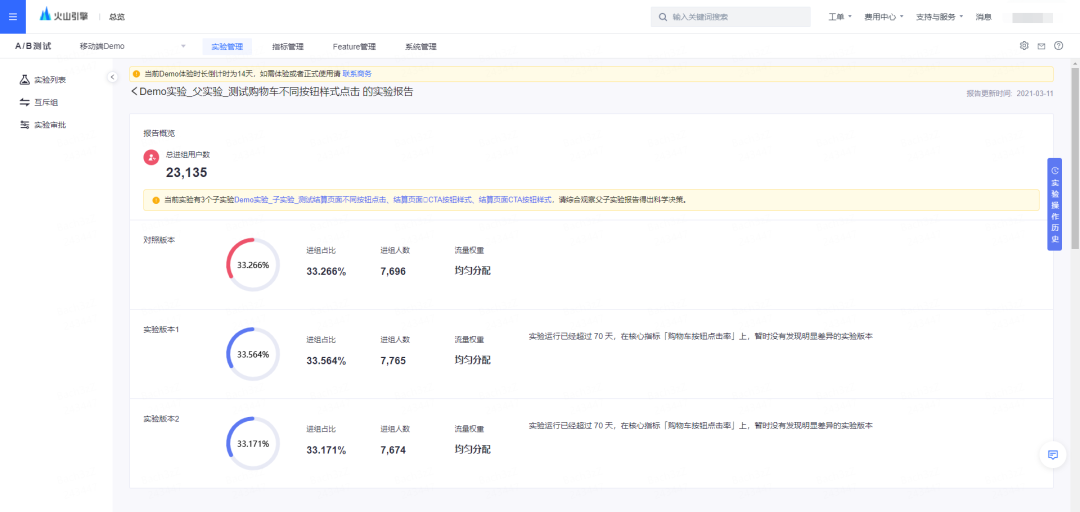 火山引擎 总览 输入关键词搜索 工单 费用中心 支持与服务 消息
A/B测试 移动端Demo 实验管理 指标管理 Feature管理 系统管理
实验列表
互斥组
实验审批
当前Demo体验时长倒计时为14天，如需体验或者正式使用请 联系商务
Demo实验_父实验_测试购物车不同按钮样式点击 的实验报告
报告更新时间: 2021-03-11
报告概览
总进组用户数
23,135
当前实验有3个子实验Demo实验_子实验_测试结算页面不同按钮点击、结算页面CTA按钮样式、结算页面CTA按钮样式，请综合观察父子实验报告得出科学决策。
实验操作历史
对照版本
33.266%
进组占比 进组人数 流量权重
33.266% 7,696 均匀分配
实验版本1
33.564%
进组占比 进组人数 流量权重
33.564% 7,765 均匀分配
实验运行已经超过 70 天，在核心指标「购物车按钮点击率」上，暂时没有发现明显差异的实验版本
实验版本2
33.171%
进组占比 进组人数 流量权重
33.171% 7,674 均匀分配
实验运行已经超过 70 天，在核心指标「购物车按钮点击率」上，暂时没有发现明显差异的实验版本